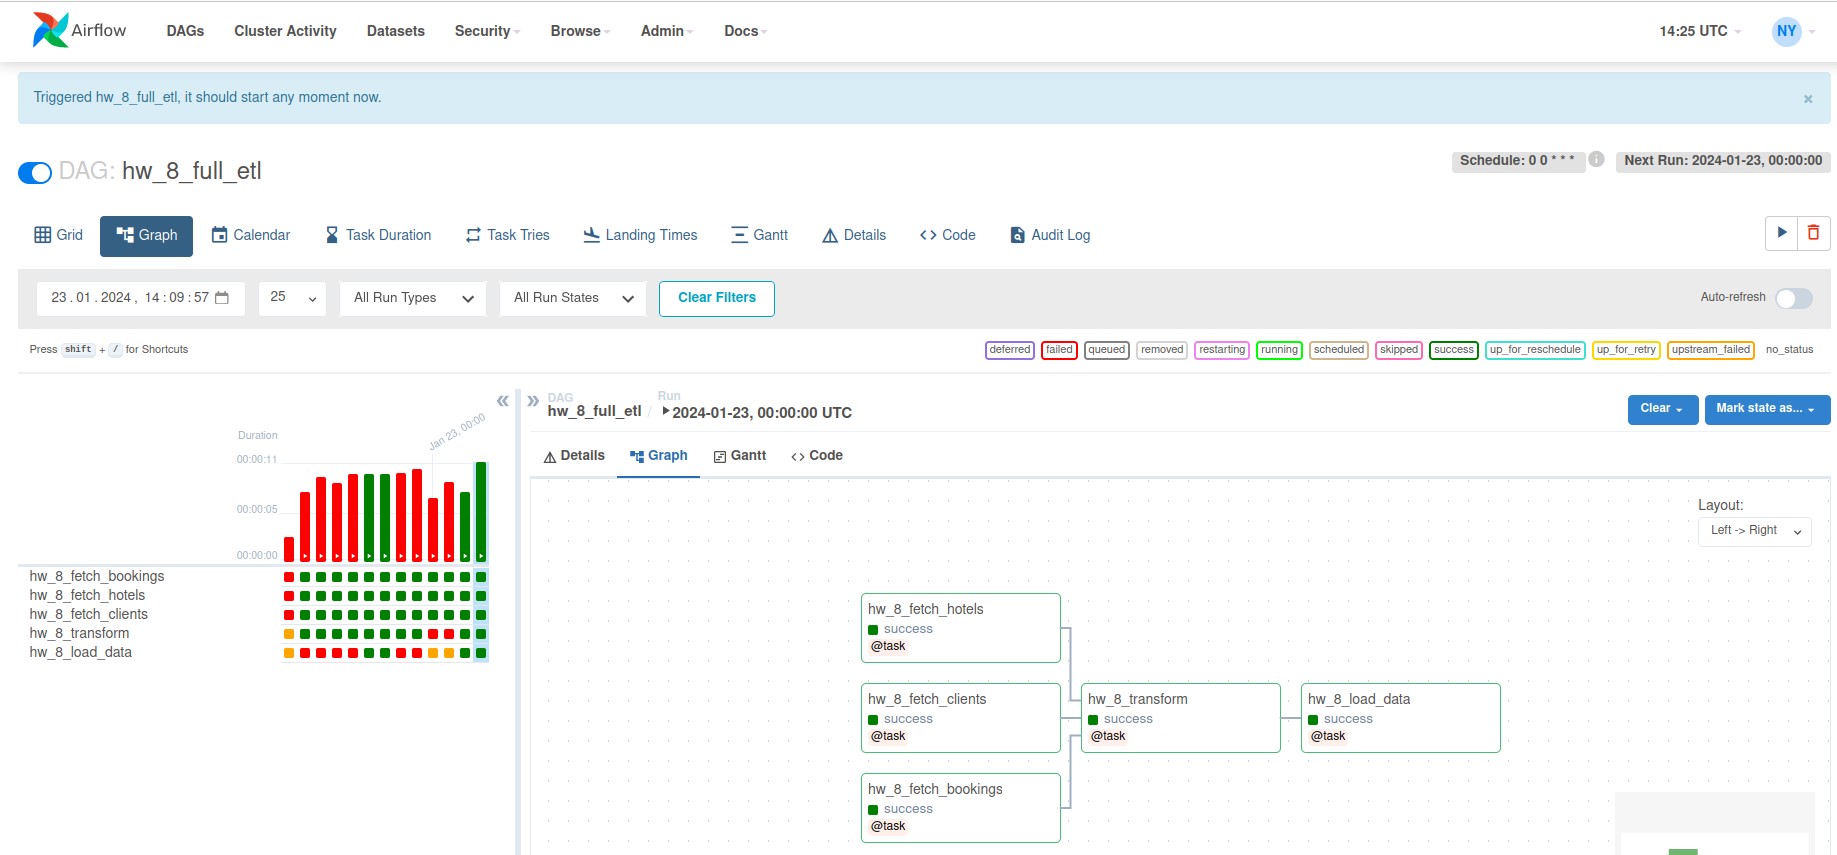 Airflow DAGs Cluster Activity Datasets Security Browse Admin Docs 14:25 UTC NY
Triggered hw_8_full_etl, it should start any moment now. ×
DAG: hw_8_full_etl Schedule: 0 0 * * * i Next Run: 2024-01-23, 00:00:00
Grid Graph Calendar Task Duration Task Tries Landing Times Gantt Details <> Code Audit Log
23.01.2024, 14:09:57 25 All Run Types All Run States Clear Filters Auto-refresh
Press shift + / for Shortcuts deferred failed queued removed restarting running scheduled skipped success up_for_reschedule up_for_retry upstream_failed no_status
Duration
Jan 23, 00:00
00:00:11
00:00:05
00:00:00
hw_8_fetch_bookings
hw_8_fetch_hotels
hw_8_fetch_clients
hw_8_transform
hw_8_load_data
« »
DAG Run
hw_8_full_etl / 2024-01-23, 00:00:00 UTC
Clear Mark state as...
Details Graph Gantt <> Code
Layout:
Left -> Right
hw_8_fetch_hotels
success
@task
hw_8_fetch_clients
success
@task
hw_8_transform
success
@task
hw_8_load_data
success
@task
hw_8_fetch_bookings
success
@task